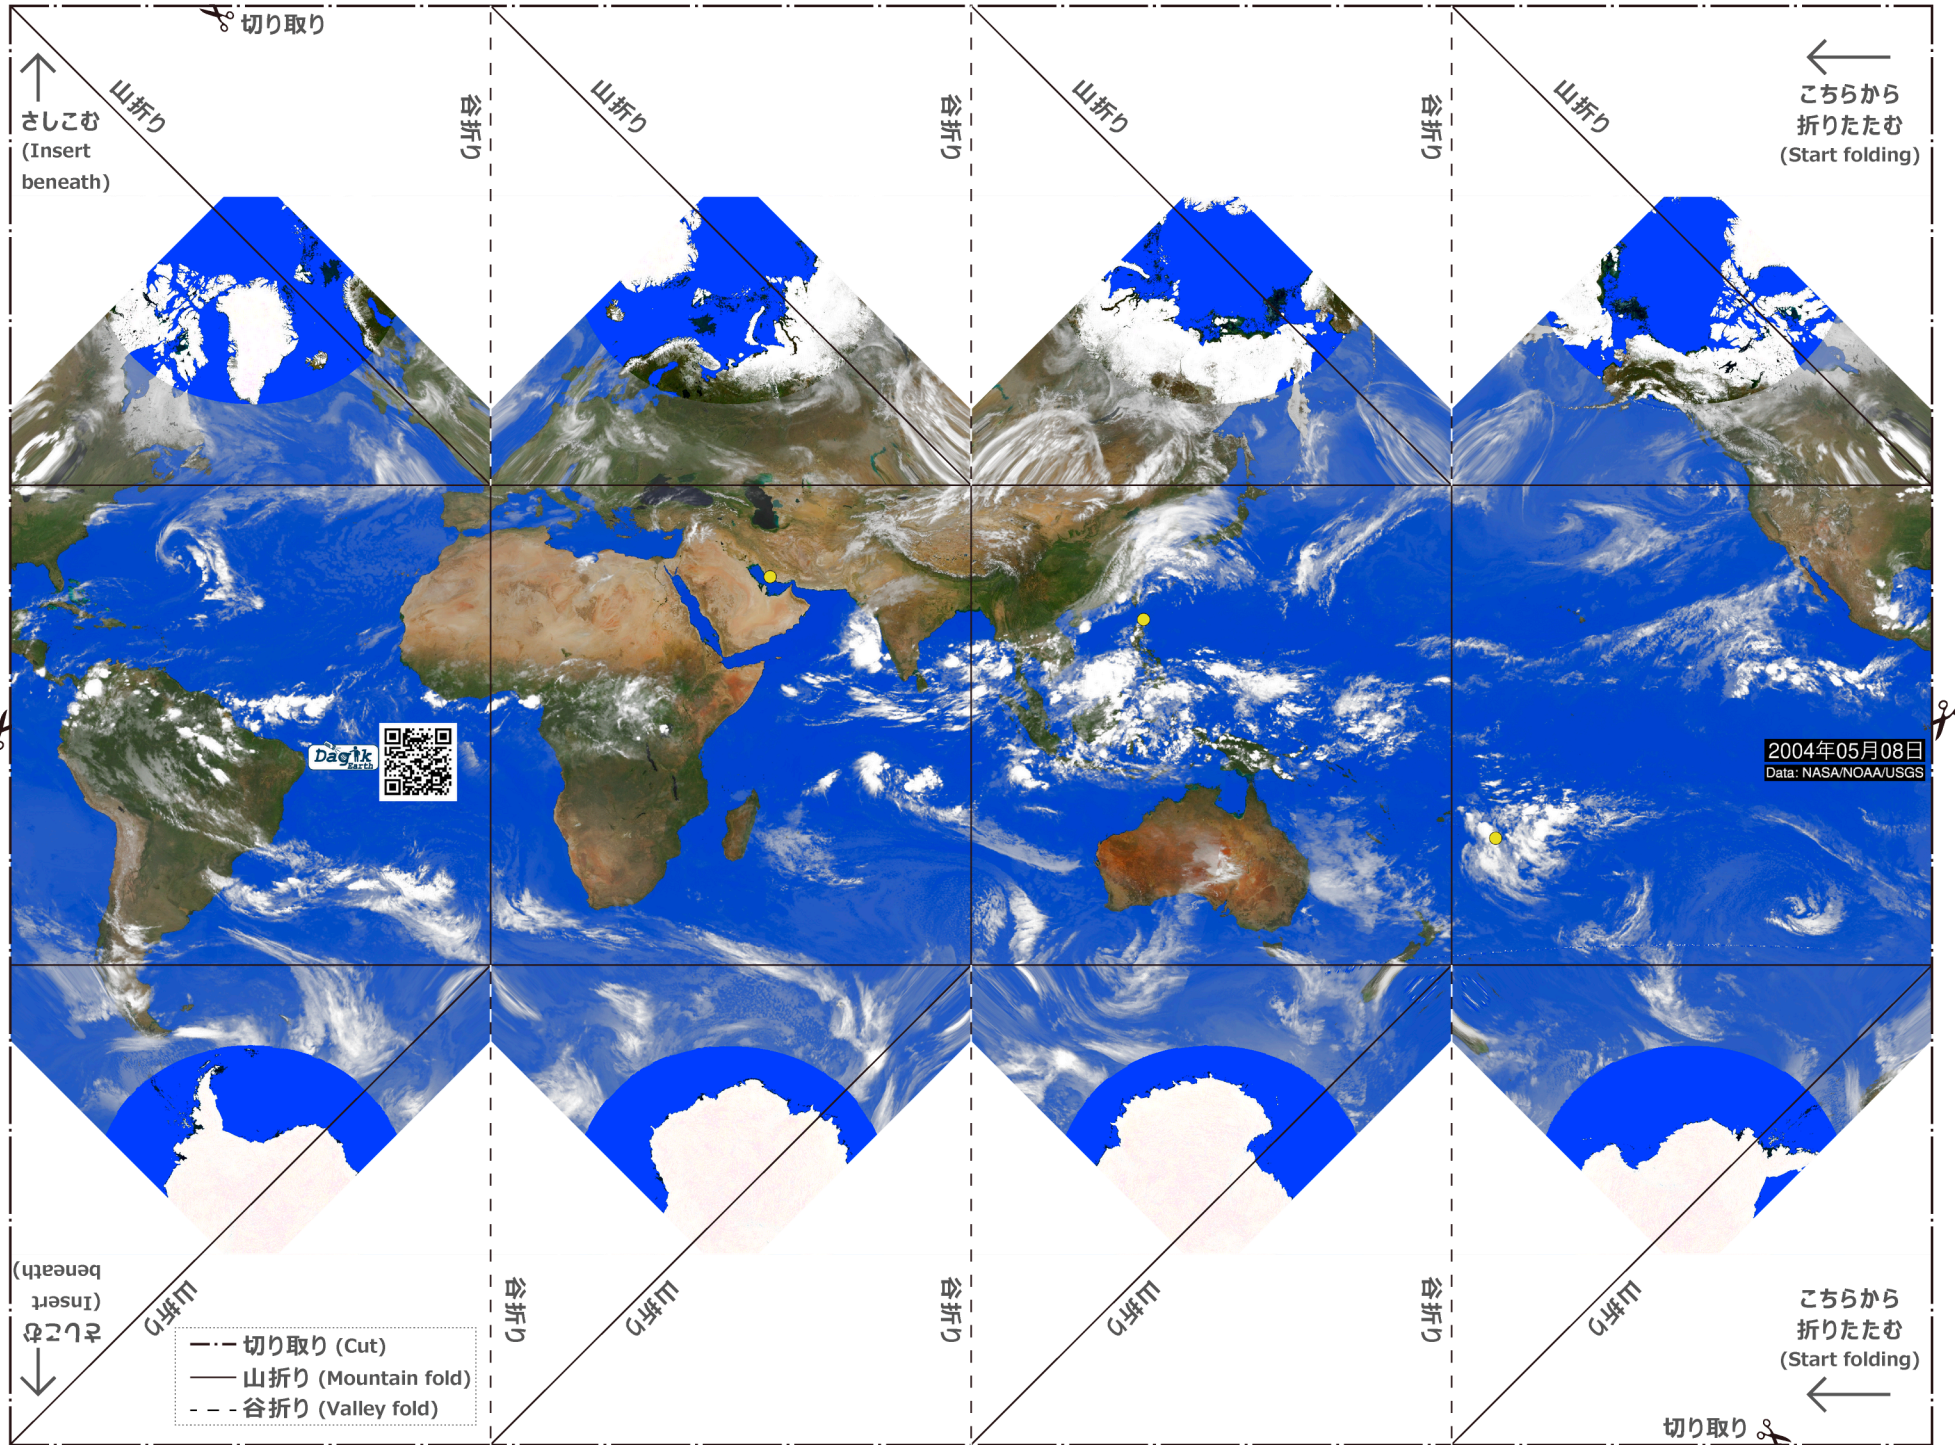 切り取り
さしこむ
(Insert
beneath)
山折り
谷折り
山折り
谷折り
山折り
谷折り
山折り
こちらから
折りたたむ
(Start folding)
Dagik
Earth
2004年05月08日
Data: NASA/NOAA/USGS
さしこむ
(Insert
beneath)
山折り
谷折り
山折り
谷折り
山折り
谷折り
山折り
こちらから
折りたたむ
(Start folding)
切り取り (Cut)
山折り (Mountain fold)
谷折り (Valley fold)
切り取り